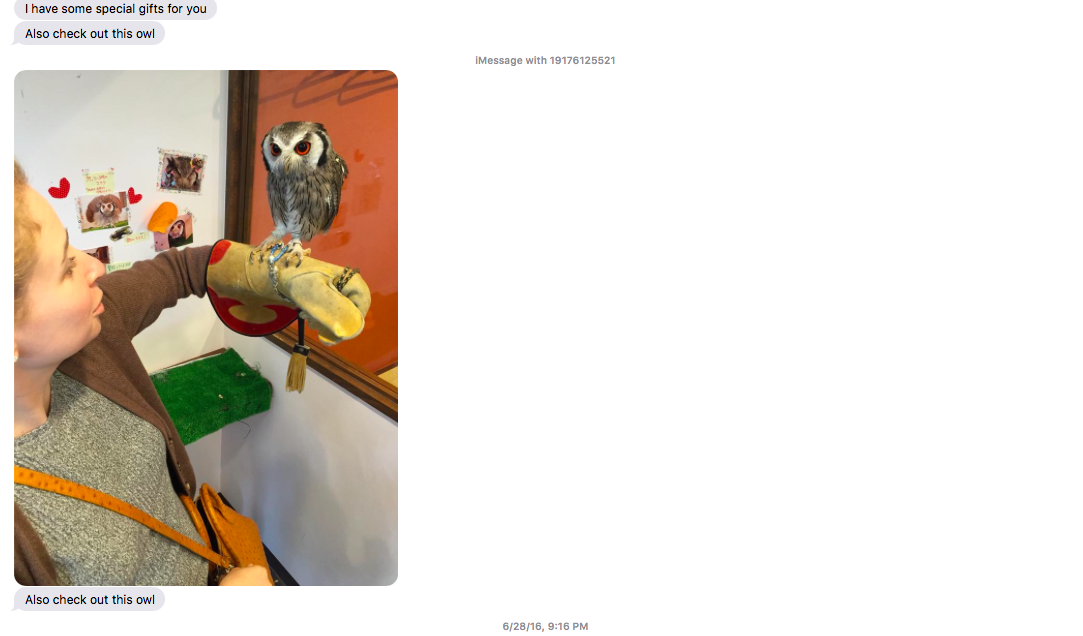 I have some special gifts for you
Also check out this owl
iMessage with 19176125521
Also check out this owl
6/28/16, 9:16 PM